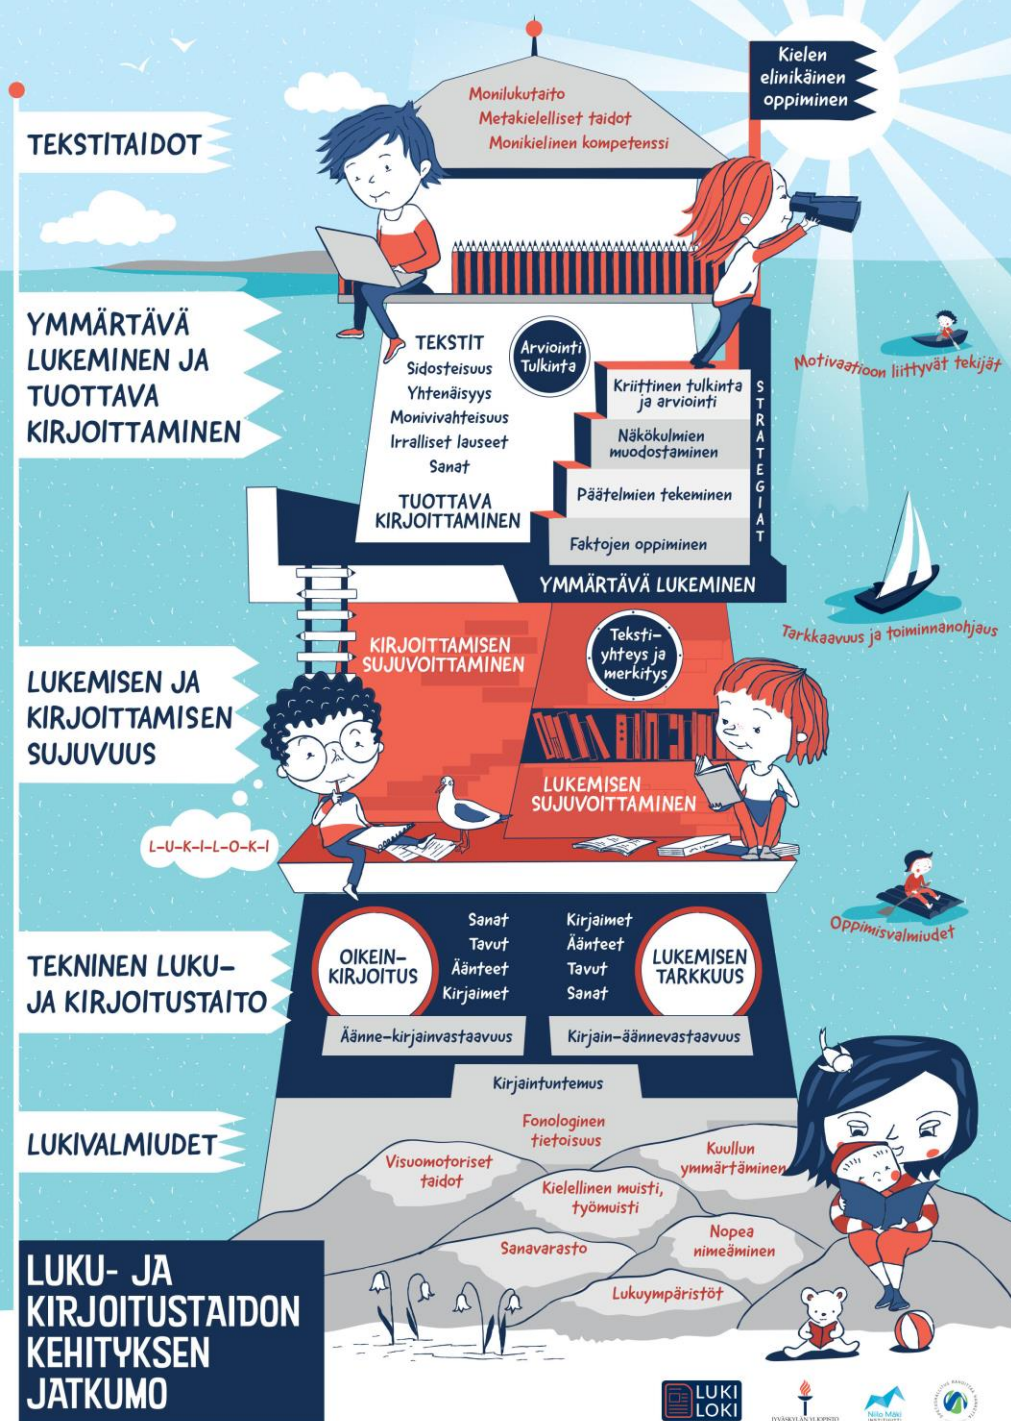 Kielen
elinikäinen
oppiminen
Monilukutaito
Metakielelliset taidot
Monikielinen kompetenssi
TEKSTITAIDOT
YMMÄRTÄVÄ
LUKEMINEN JA
TUOTTAVA
KIRJOITTAMINEN
TEKSTIT
Sidosteisuus
Yhtenäisyys
Monivivahteisuus
Irralliset lauseet
Sanat
TUOTTAVA
KIRJOITTAMINEN
Arviointi
Tulkinta
Kriittinen tulkinta
ja arviointi
Näkökulmien
muodostaminen
Päätelmien tekeminen
Faktojen oppiminen
STRATEGIAT
YMMÄRTÄVÄ LUKEMINEN
Motivaatioon liittyvät tekijät
Tarkkaavuus ja toiminnanohjaus
LUKEMISEN JA
KIRJOITTAMISEN
SUJUVUUS
KIRJOITTAMISEN
SUJUVOITTAMINEN
Teksti-
yhteys ja
merkitys
LUKEMISEN
SUJUVOITTAMINEN
L-U-K-I-L-O-K-I
Oppimisvalmiudet
TEKNINEN LUKU-
JA KIRJOITUSTAITO
OIKEIN-
KIRJOITUS
Sanat
Tavut
Äänteet
Kirjaimet
Kirjaimet
Äänteet
Tavut
Sanat
LUKEMISEN
TARKKUUS
Äänne-kirjainvastaavuus
Kirjain-äännevastaavuus
Kirjaintuntemus
LUKIVALMIUDET
Fonologinen
tietoisuus
Visuomotoriset
taidot
Kuullun
ymmärtäminen
Kielellinen muisti,
työmuisti
Sanavarasto
Nopea
nimeäminen
Lukuympäristöt
LUKU- JA
KIRJOITUSTAIDON
KEHITYKSEN
JATKUMO
LUKI
LOKI
JYVÄSKYLÄN YLIOPISTO
Niilo Mäki